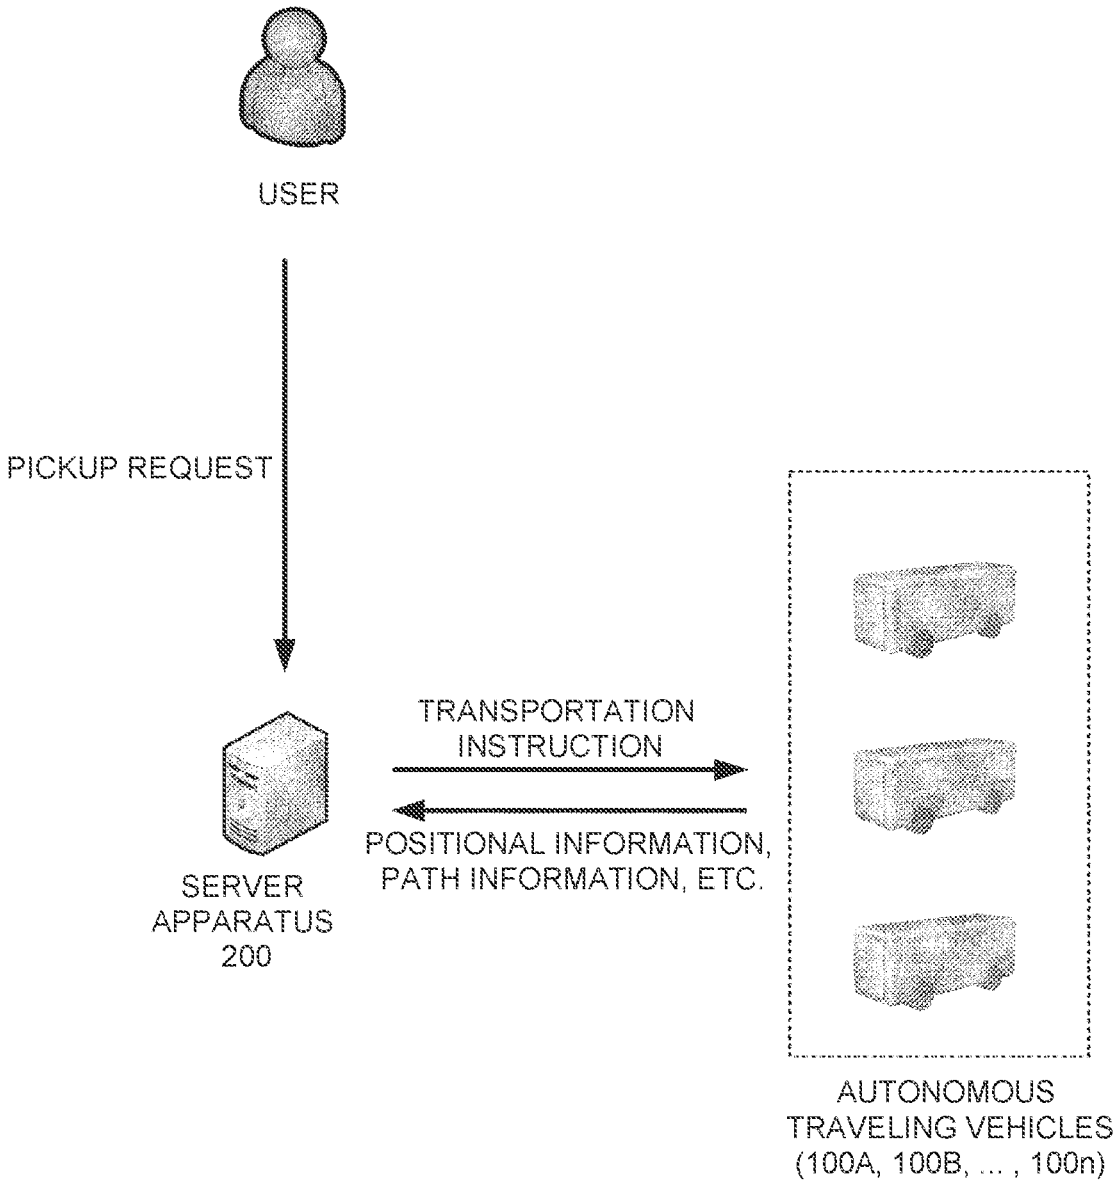 USER
PICKUP REQUEST
TRANSPORTATION
INSTRUCTION
POSITIONAL INFORMATION,
PATH INFORMATION, ETC.
SERVER
APPARATUS
200
AUTONOMOUS
TRAVELING VEHICLES
(100A, 100B, ... , 100n)